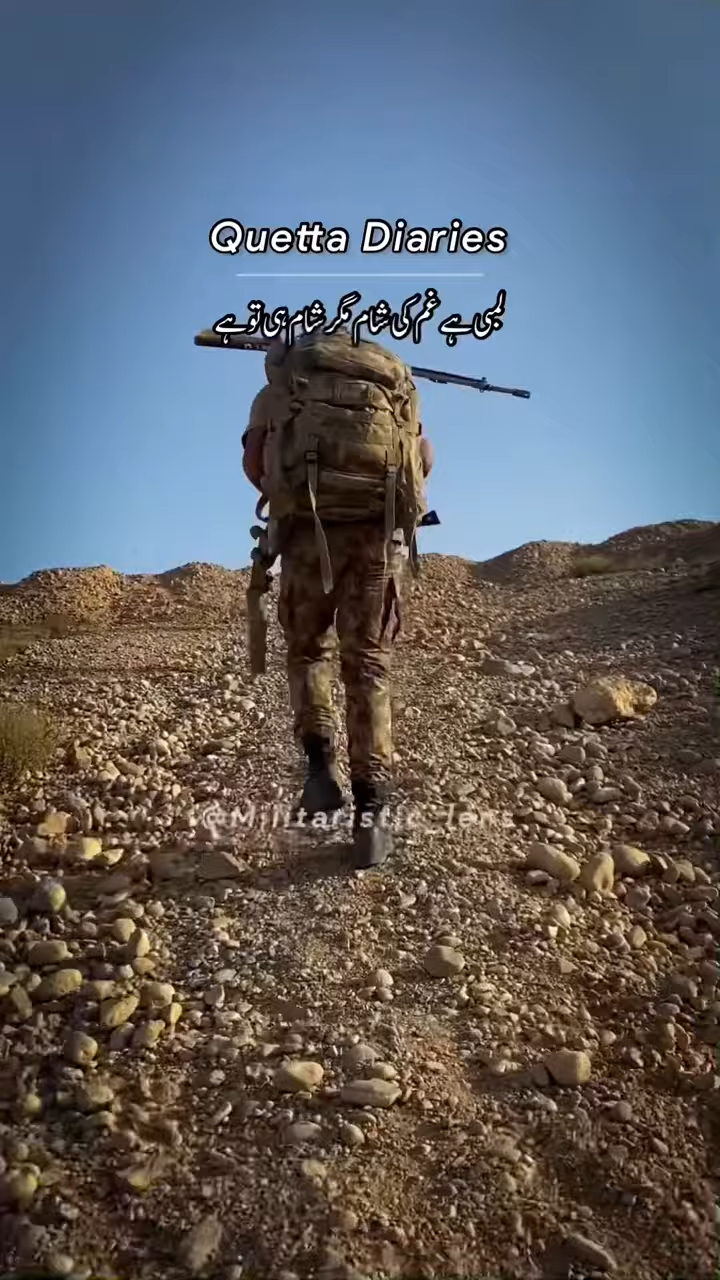 Quetta Diaries
لمبی ہے غم کی شام مگر شام ہی تو ہے
@Militaristic_lens